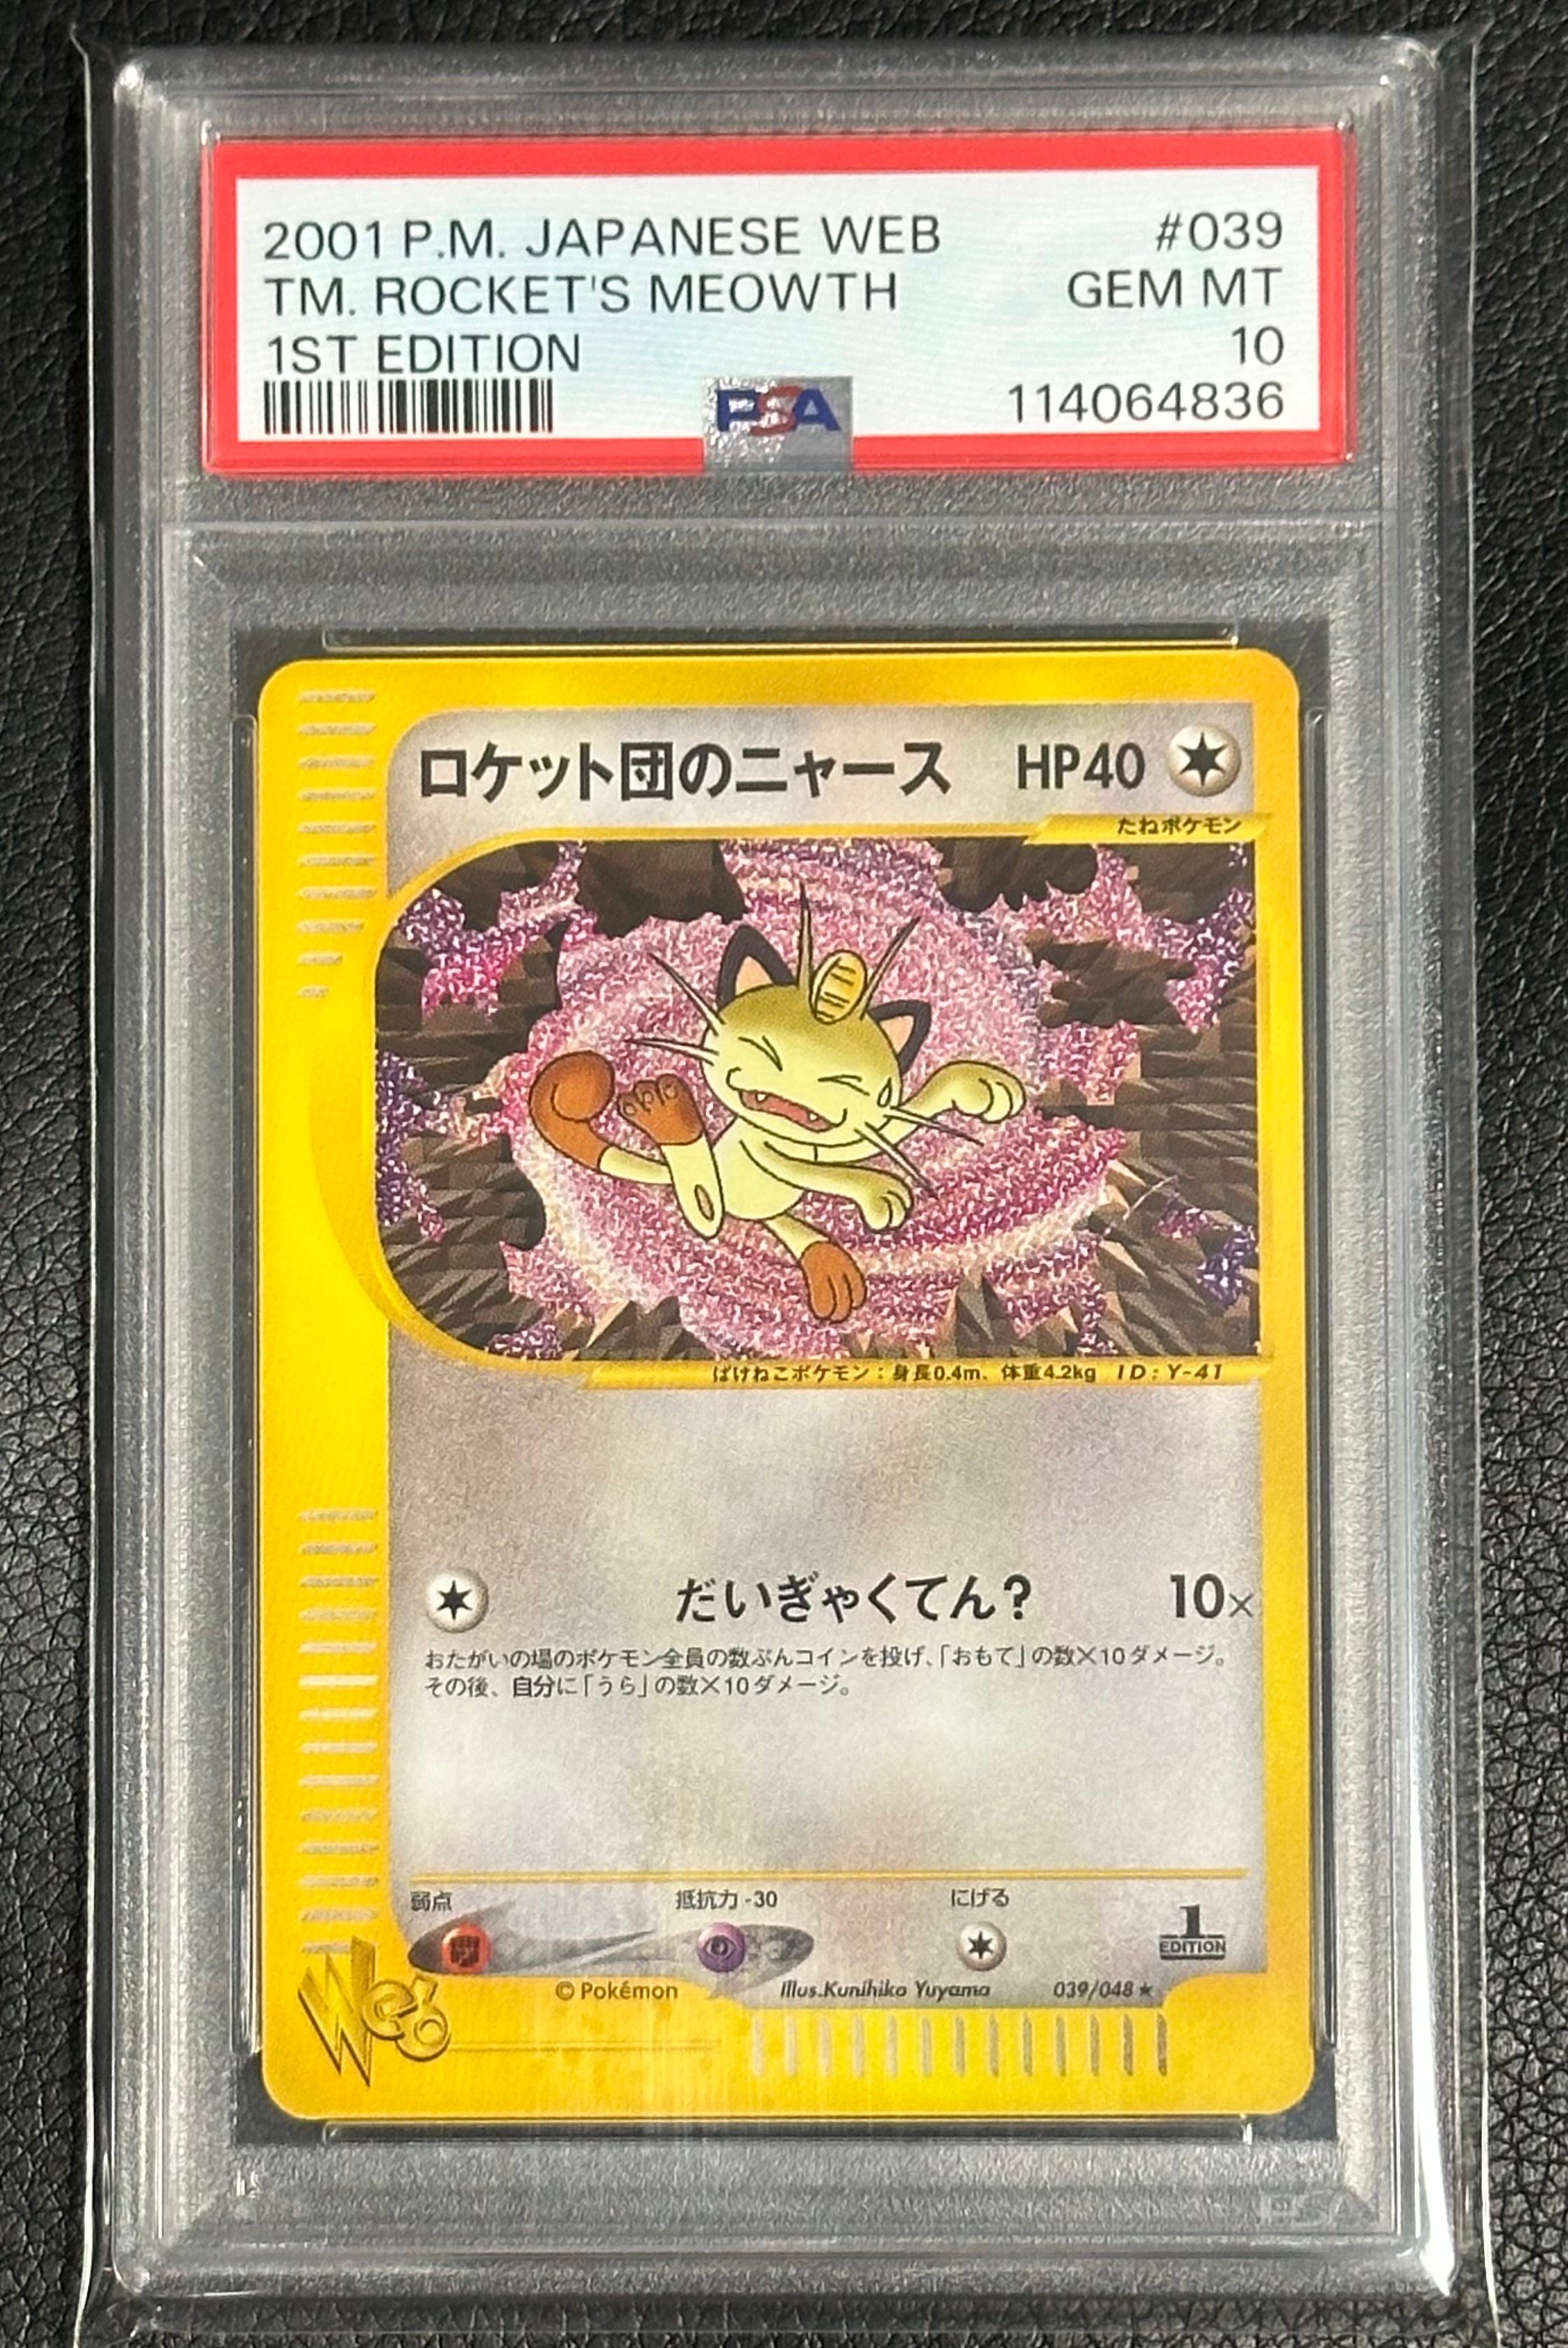 2001 P.M. JAPANESE WEB #039
TM. ROCKET'S MEOWTH GEM MT
1ST EDITION 10
PSA 114064836
ロケット団のニャース HP40
たねポケモン
ばけねこポケモン：身長0.4m、体重4.2kg ID:Y-41
だいぎゃくてん? 10×
おたがいの場のポケモン全員の数ぶんコインを投げ、「おもて」の数×10ダメージ。
その後、自分に「うら」の数×10ダメージ。
弱点 抵抗力 -30 にげる
闘
1
EDITION
© Pokémon Illus.Kunihiko Yuyama 039/048 ★
Web
PSA